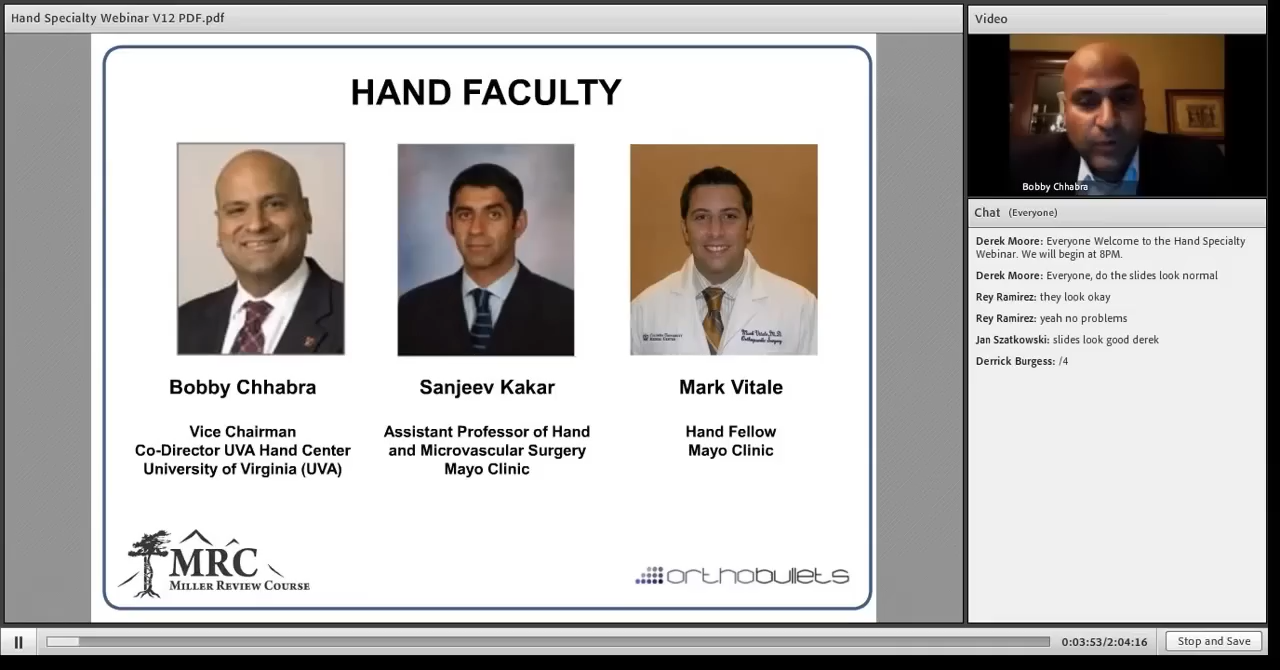 Hand Specialty Webinar V12 PDF.pdf
HAND FACULTY
Bobby Chhabra
Vice Chairman
Co-Director UVA Hand Center
University of Virginia (UVA)
Sanjeev Kakar
Assistant Professor of Hand
and Microvascular Surgery
Mayo Clinic
Mark Vitale
Hand Fellow
Mayo Clinic
MRC
MILLER REVIEW COURSE
orthobullets
Video
Bobby Chhabra
Chat (Everyone)
Derek Moore: Everyone Welcome to the Hand Specialty
Webinar. We will begin at 8PM.
Derek Moore: Everyone, do the slides look normal
Rey Ramirez: they look okay
Rey Ramirez: yeah no problems
Jan Szatkowski: slides look good derek
Derrick Burgess: /4
0:03:53/2:04:16
Stop and Save